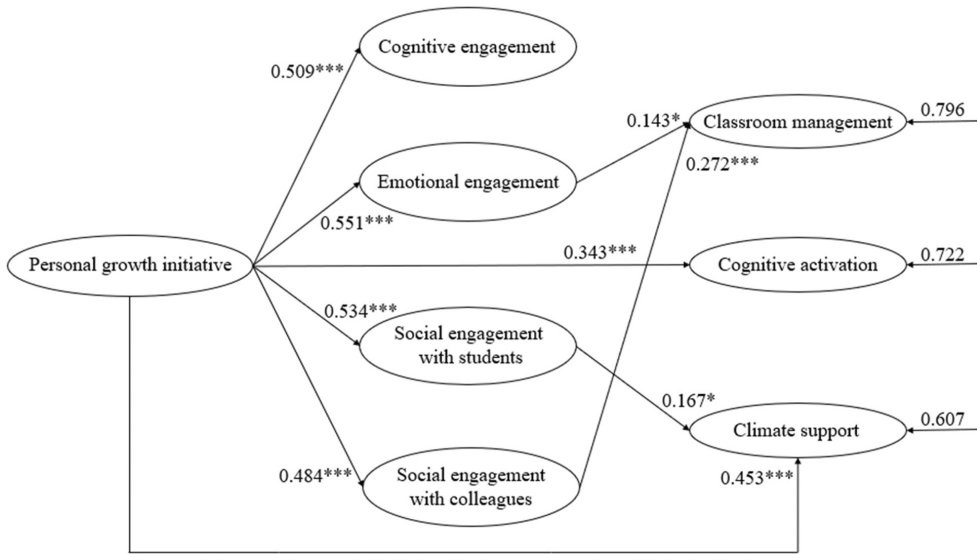 Cognitive engagement
0.509***
0.143*
Classroom management
0.796
0.272***
Emotional engagement
0.551***
Personal growth initiative
0.343***
Cognitive activation
0.722
0.534***
Social engagement
with students
0.167*
Climate support
0.607
0.484***
Social engagement
with colleagues
0.453***